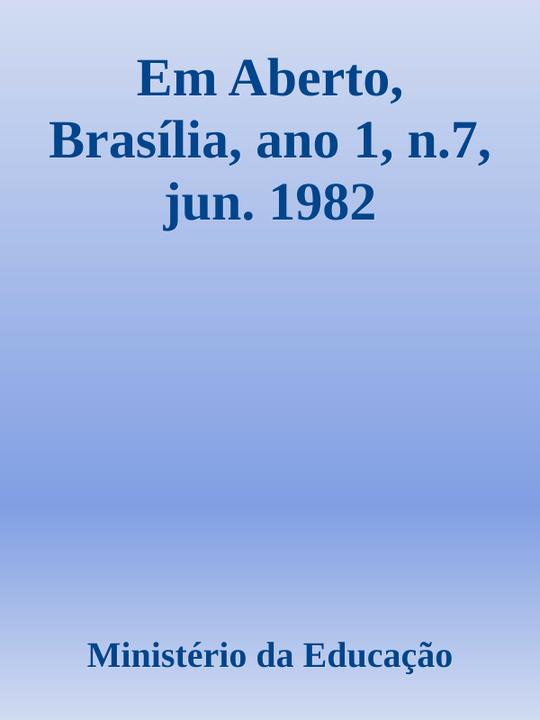 Em Aberto,
Brasília, ano 1, n.7,
jun. 1982
Ministério da Educação